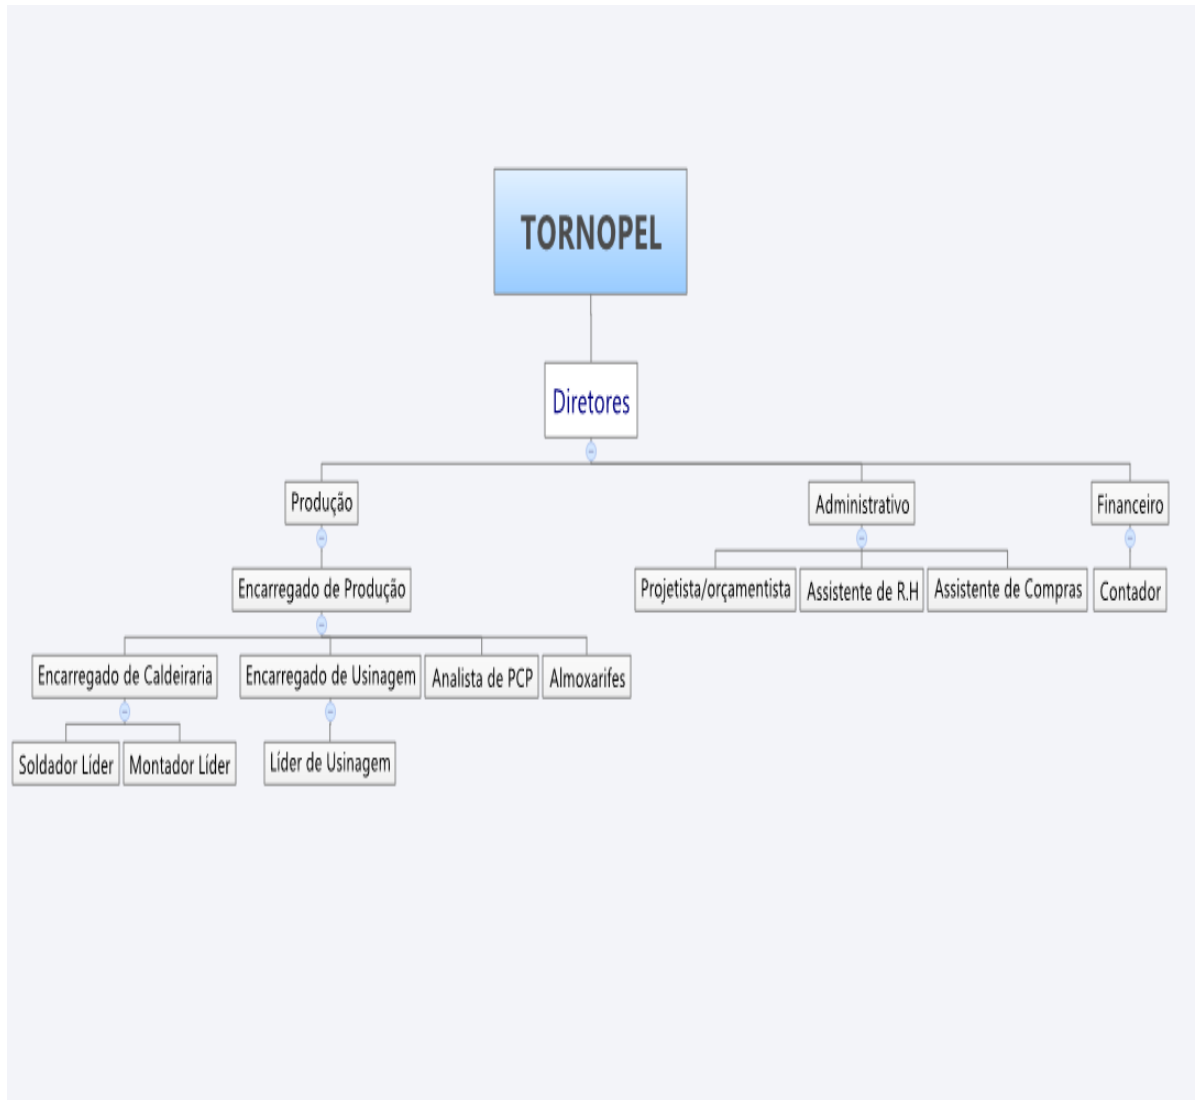 TORNOPEL
Diretores
Produção
Administrativo
Financeiro
Encarregado de Produção
Projetista/orçamentista
Assistente de R.H
Assistente de Compras
Contador
Encarregado de Caldeiraria
Encarregado de Usinagem
Analista de PCP
Almoxarifes
Soldador Líder
Montador Líder
Líder de Usinagem